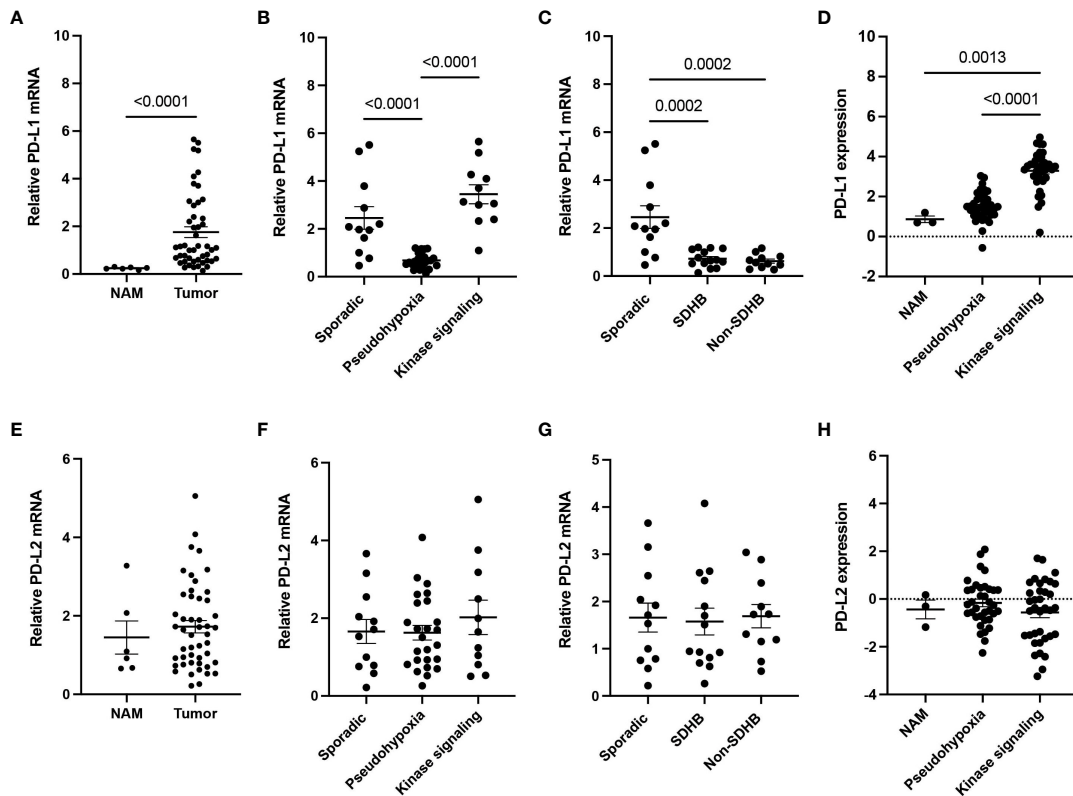 A
Relative PD-L1 mRNA
10
8
6
4
2
0
<0.0001
NAM
Tumor
B
Relative PD-L1 mRNA
10
8
6
4
2
0
<0.0001
<0.0001
Sporadic
Pseudohypoxia
Kinase signaling
C
Relative PD-L1 mRNA
10
8
6
4
2
0
0.0002
0.0002
Sporadic
SDHB
Non-SDHB
D
PD-L1 expression
10
8
6
4
2
0
-2
0.0013
<0.0001
NAM
Pseudohypoxia
Kinase signaling
E
Relative PD-L2 mRNA
6
4
2
0
NAM
Tumor
F
Relative PD-L2 mRNA
6
4
2
0
Sporadic
Pseudohypoxia
Kinase signaling
G
Relative PD-L2 mRNA
5
4
3
2
1
0
Sporadic
SDHB
Non-SDHB
H
PD-L2 expression
6
4
2
0
-2
-4
NAM
Pseudohypoxia
Kinase signaling